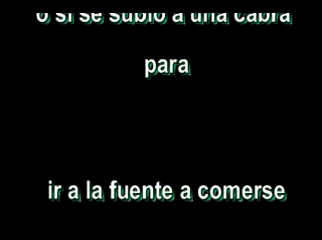 o si se subió a una cabra
para
ir a la fuente a comerse